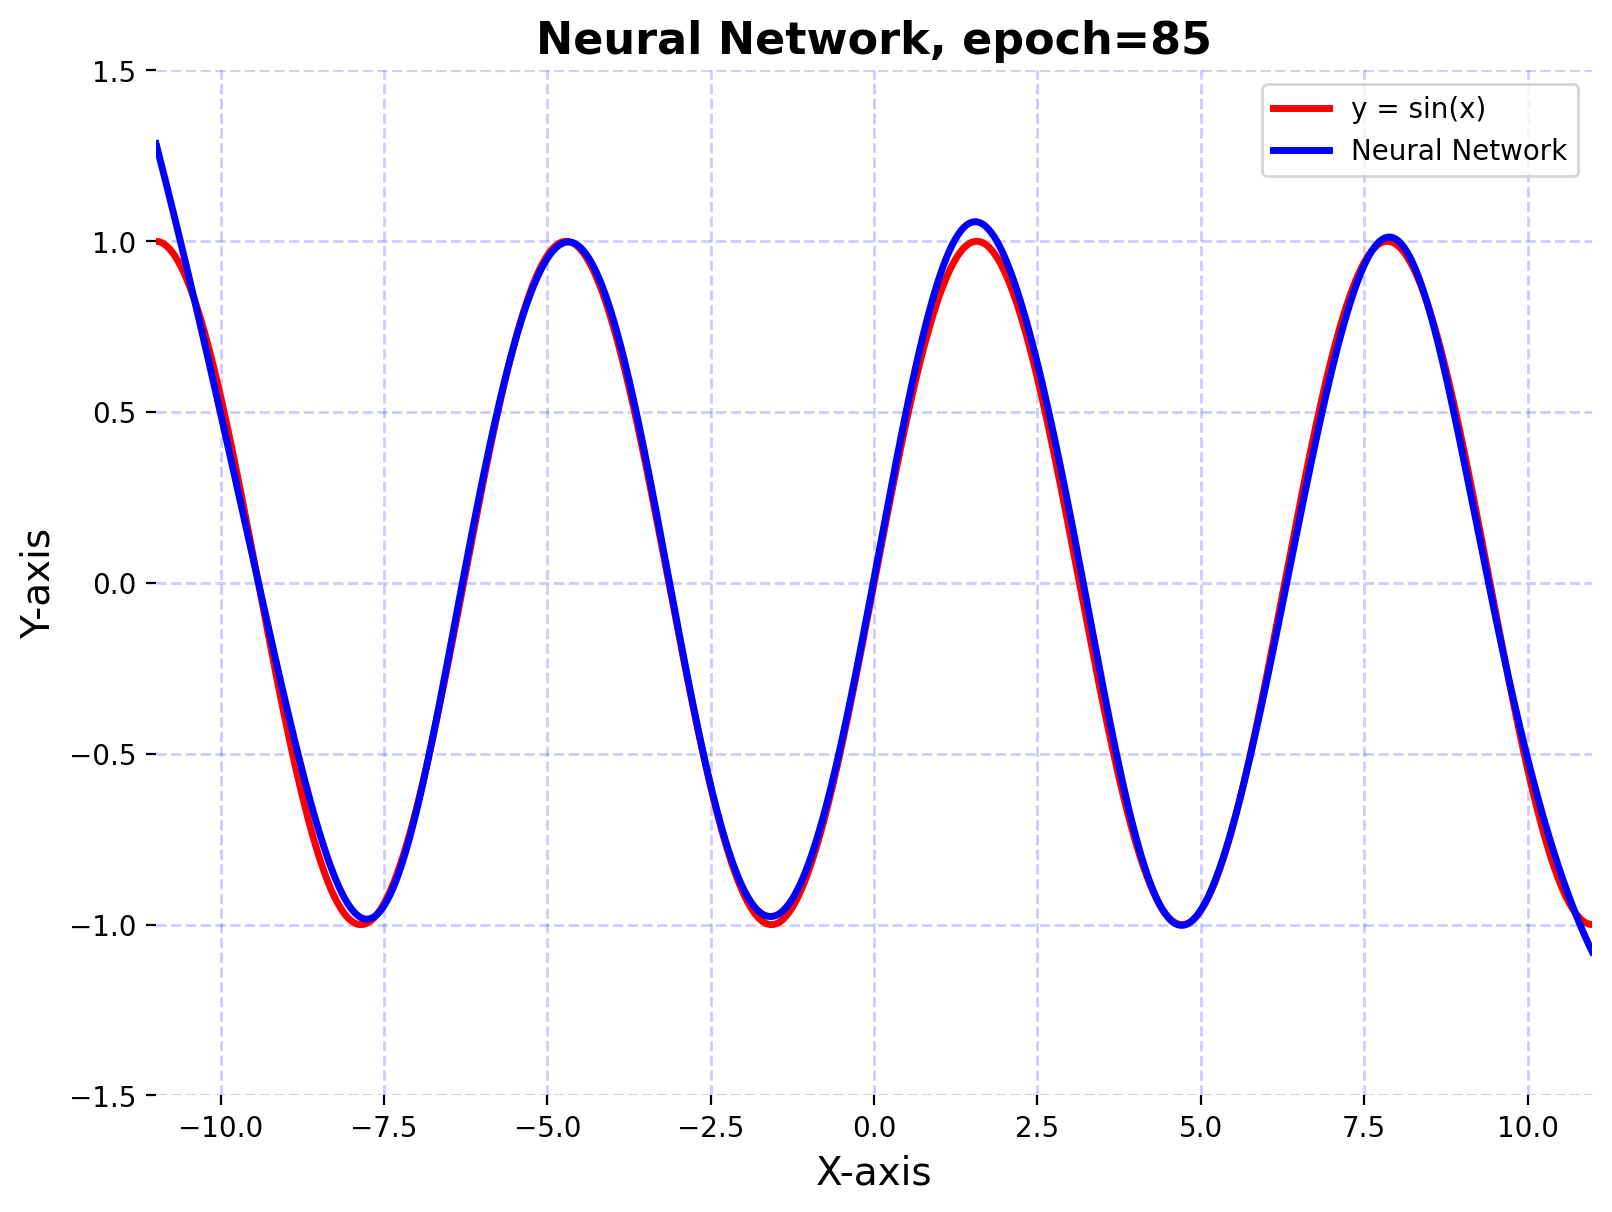 Neural Network, epoch=85
y = sin(x)
Neural Network
1.5
1.0
0.5
0.0
−0.5
−1.0
−1.5
Y-axis
−10.0 −7.5 −5.0 −2.5 0.0 2.5 5.0 7.5 10.0
X-axis